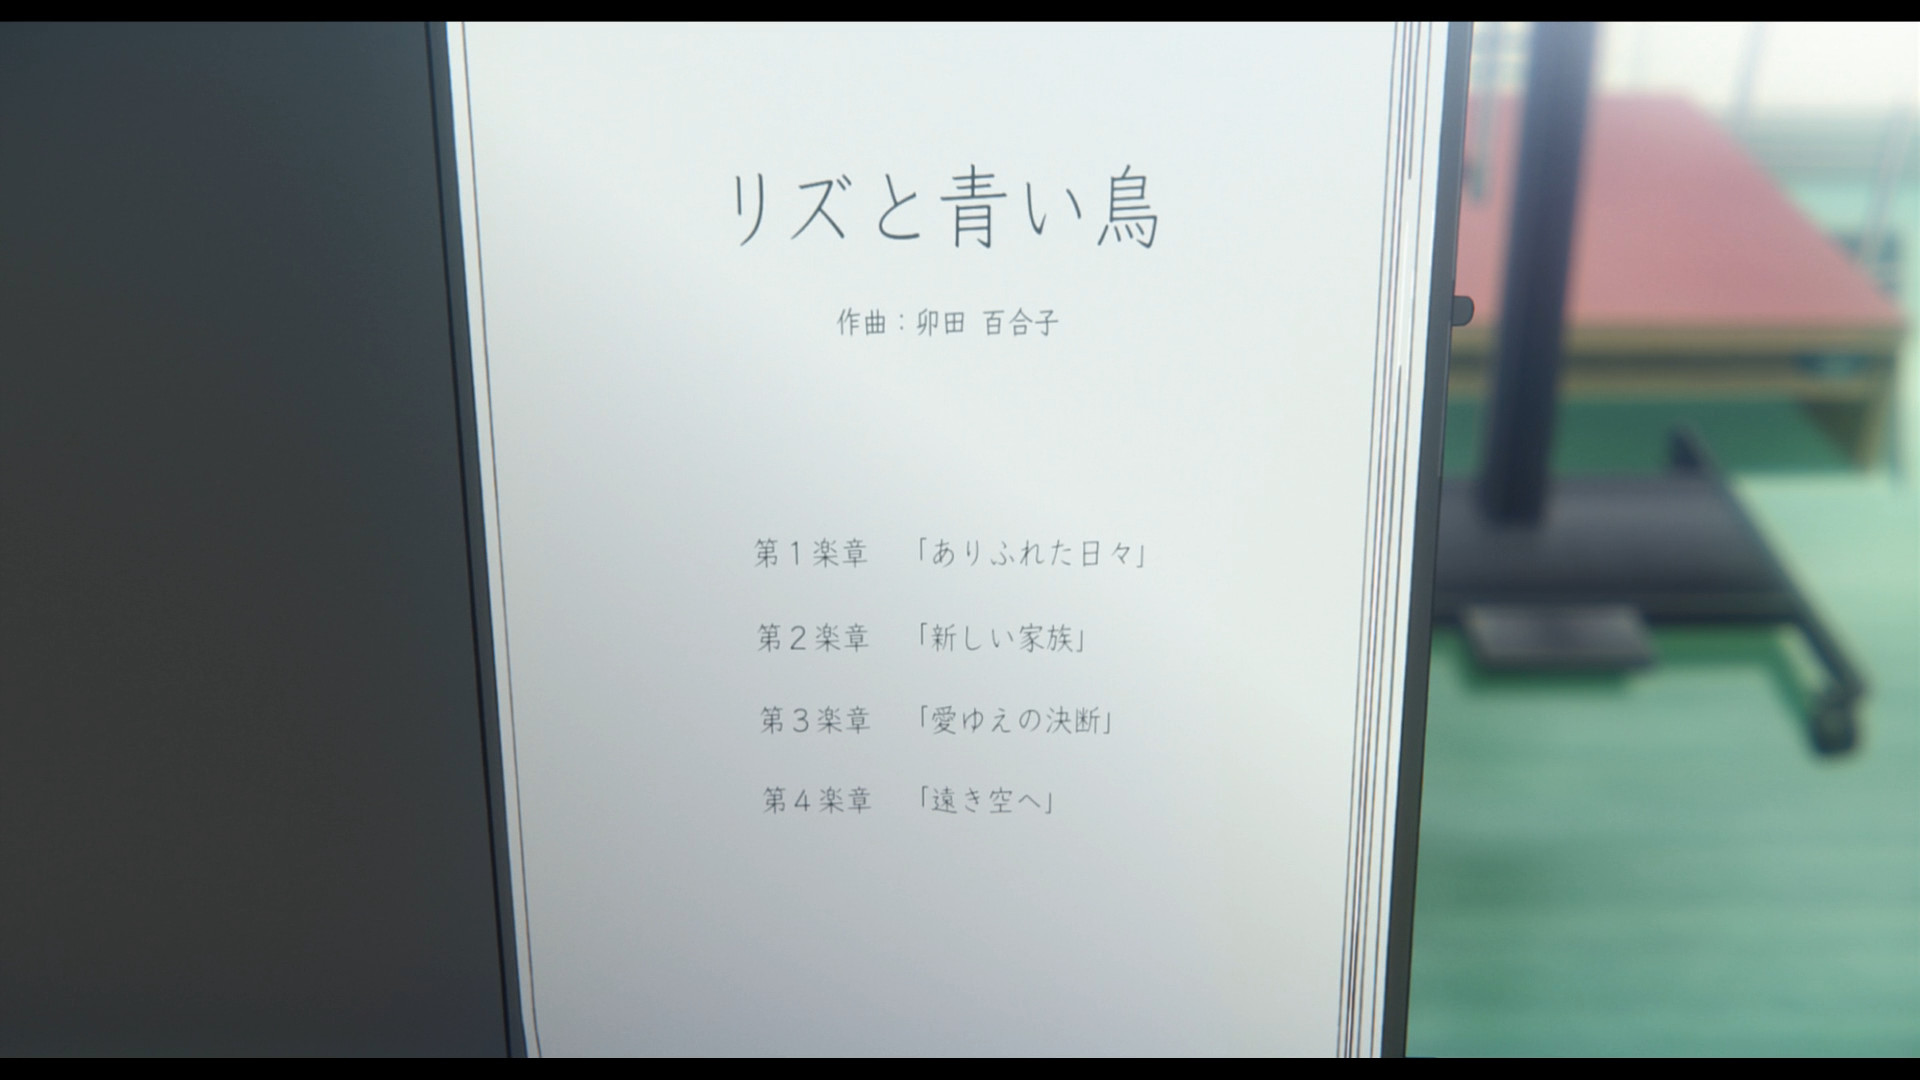 リズと青い鳥
作曲：卯田 百合子
第１楽章　「ありふれた日々」
第２楽章　「新しい家族」
第３楽章　「愛ゆえの決断」
第４楽章　「遠き空へ」